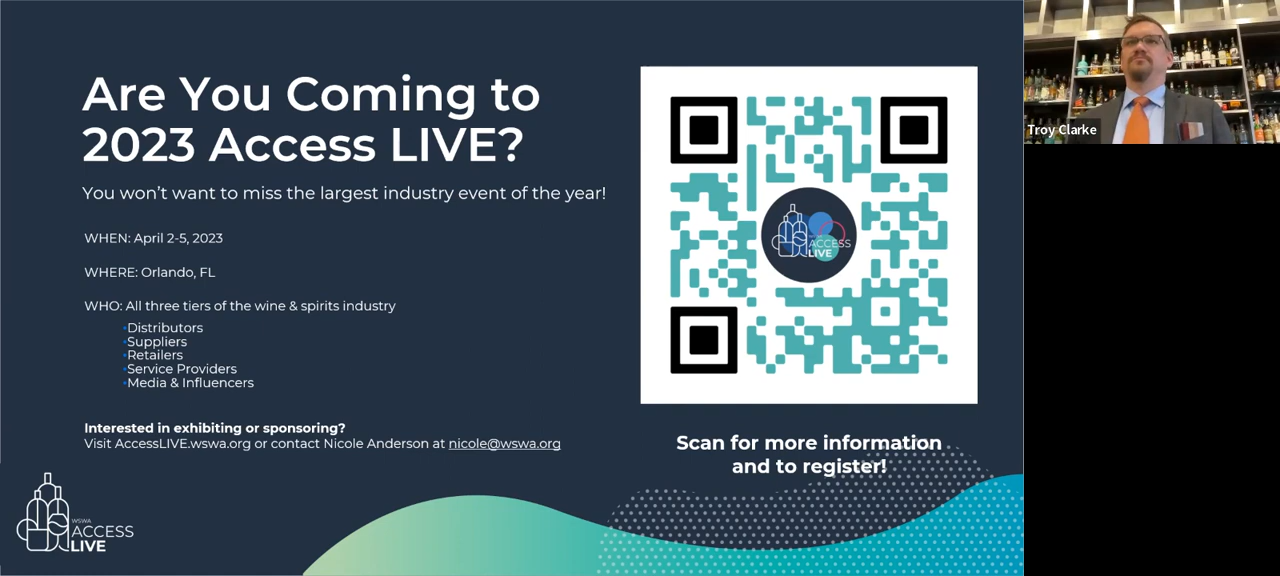 Are You Coming to
2023 Access LIVE?
You won't want to miss the largest industry event of the year!
WHEN: April 2-5, 2023
WHERE: Orlando, FL
WHO: All three tiers of the wine & spirits industry
•Distributors
•Suppliers
•Retailers
•Service Providers
•Media & Influencers
Interested in exhibiting or sponsoring?
Visit AccessLIVE.wswa.org or contact Nicole Anderson at nicole@wswa.org
WSWA
ACCESS
LIVE
ACCESS
LIVE
Scan for more information
and to register!
Troy Clarke